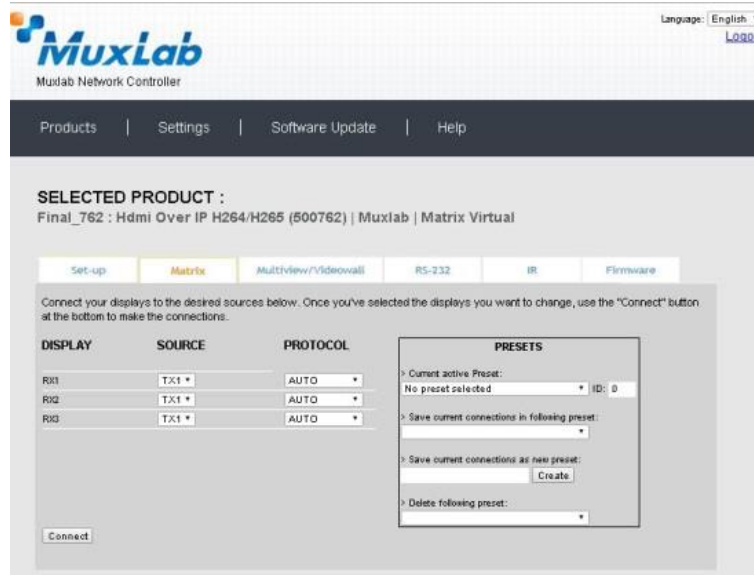 Language: English
Logo
MuxLab
Muxlab Network Controller
Products | Settings | Software Update | Help
SELECTED PRODUCT :
Final_762 : Hdmi Over IP H264/H265 (500762) | Muxlab | Matrix Virtual
Set-up Matrix Multiview/Videowall RS-232 IR Firmware
Connect your displays to the desired sources below. Once you've selected the displays you want to change, use the "Connect" button
at the bottom to make the connections.
DISPLAY SOURCE PROTOCOL PRESETS
> Current active Preset:
RX1 TX1 AUTO No preset selected ID: 0
RX2 TX1 AUTO
> Save current connections in following preset:
RX3 TX1 AUTO
> Save current connections as new preset:
Create
> Delete following preset:
Connect